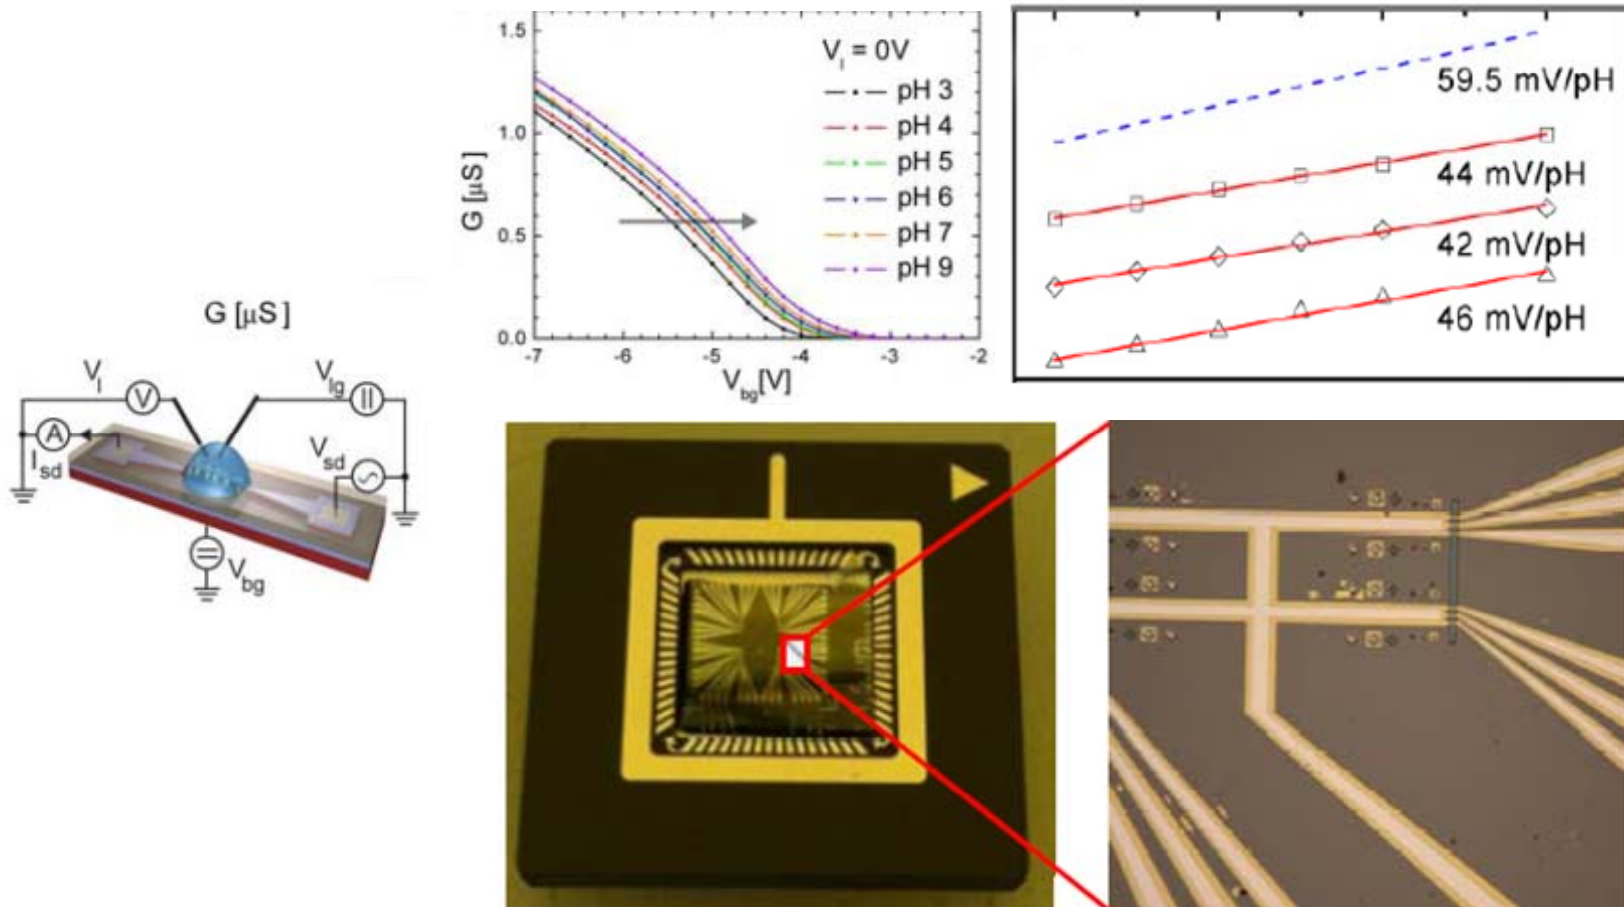 G [μS]
V_l
V
V_lg
A
I_sd
V_sd
V_bg
G [μS]
1.5
1.0
0.5
0.0
-7
-6
-5
-4
-3
-2
V_bg[V]
V_l = 0V
pH 3
pH 4
pH 5
pH 6
pH 7
pH 9
59.5 mV/pH
44 mV/pH
42 mV/pH
46 mV/pH